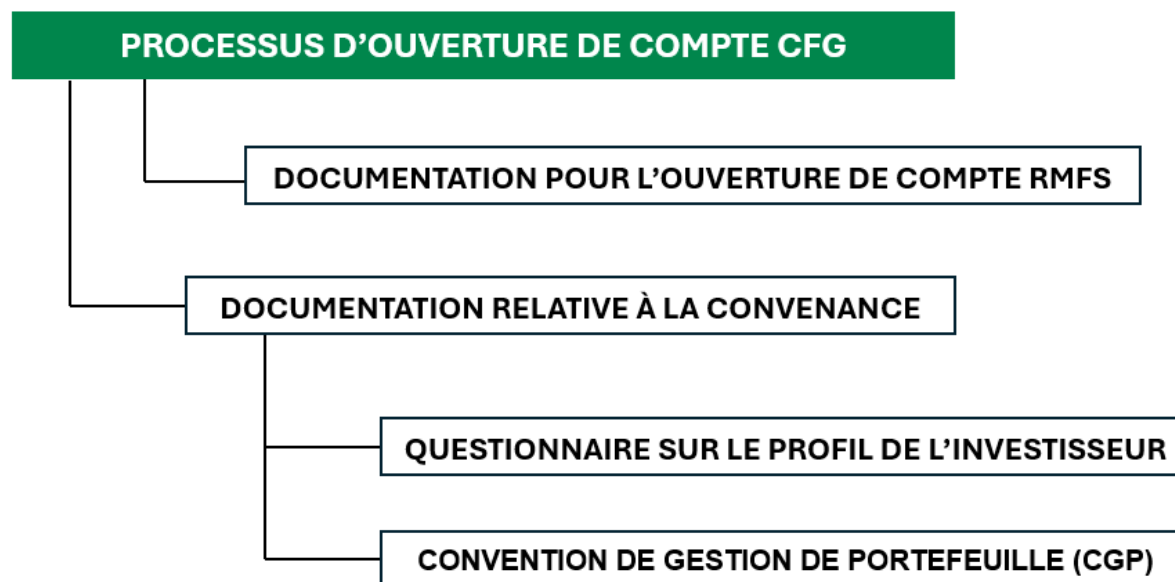 PROCESSUS D’OUVERTURE DE COMPTE CFG
DOCUMENTATION POUR L’OUVERTURE DE COMPTE RMFS
DOCUMENTATION RELATIVE À LA CONVENANCE
QUESTIONNAIRE SUR LE PROFIL DE L’INVESTISSEUR
CONVENTION DE GESTION DE PORTEFEUILLE (CGP)